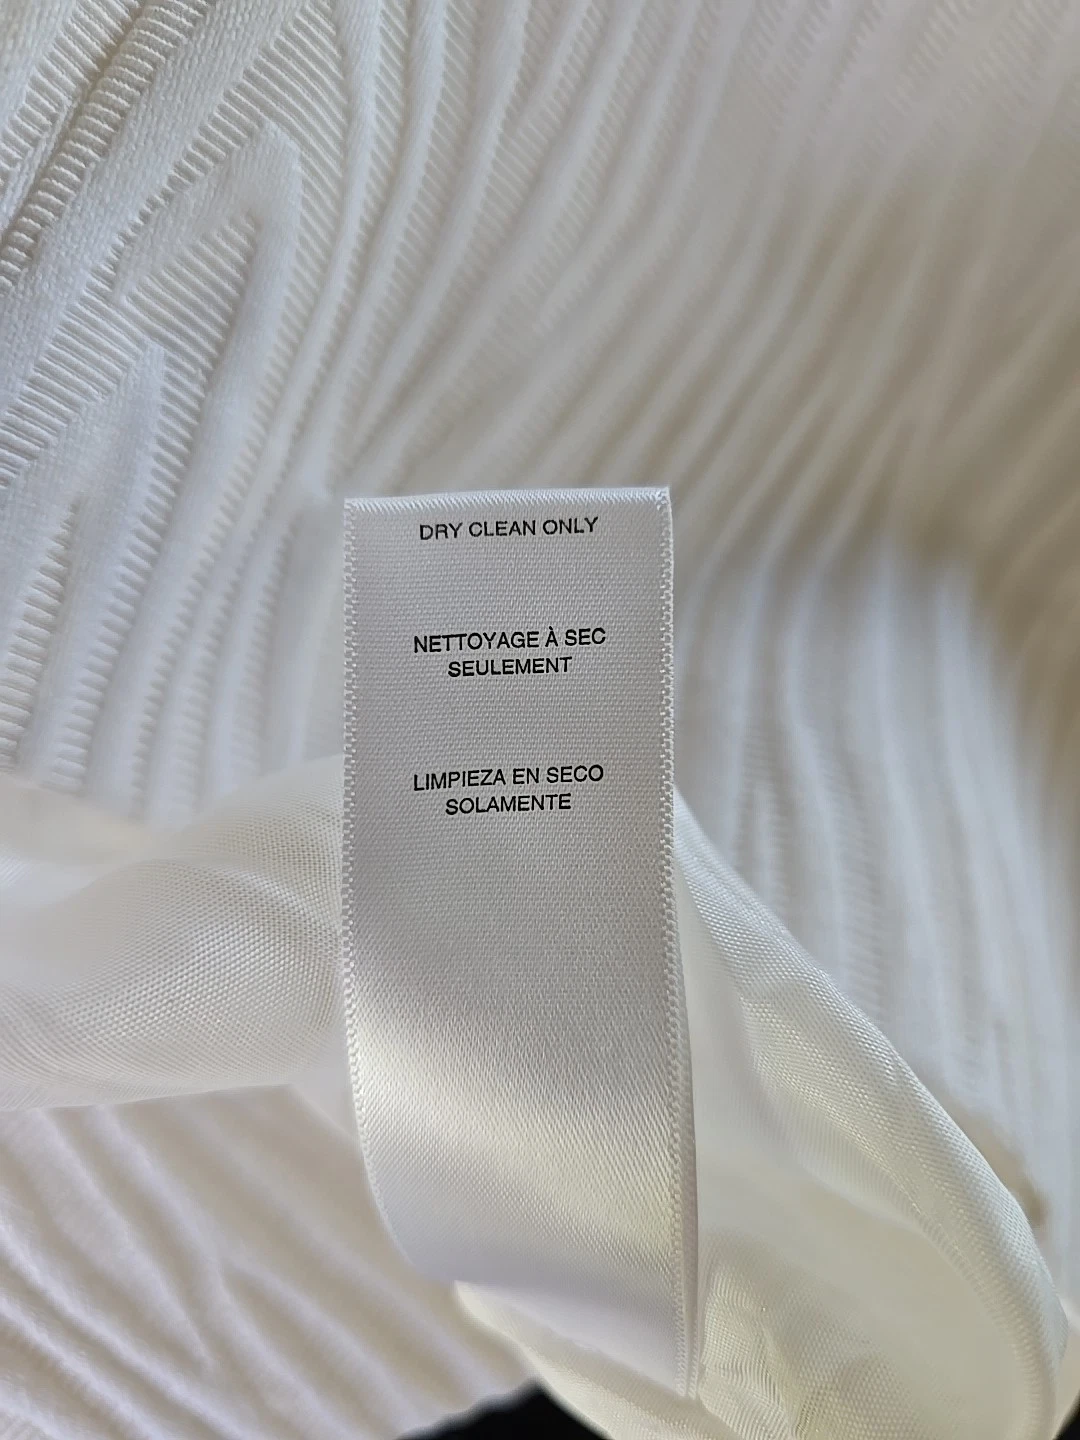 DRY CLEAN ONLY
NETTOYAGE À SEC
SEULEMENT
LIMPIEZA EN SECO
SOLAMENTE